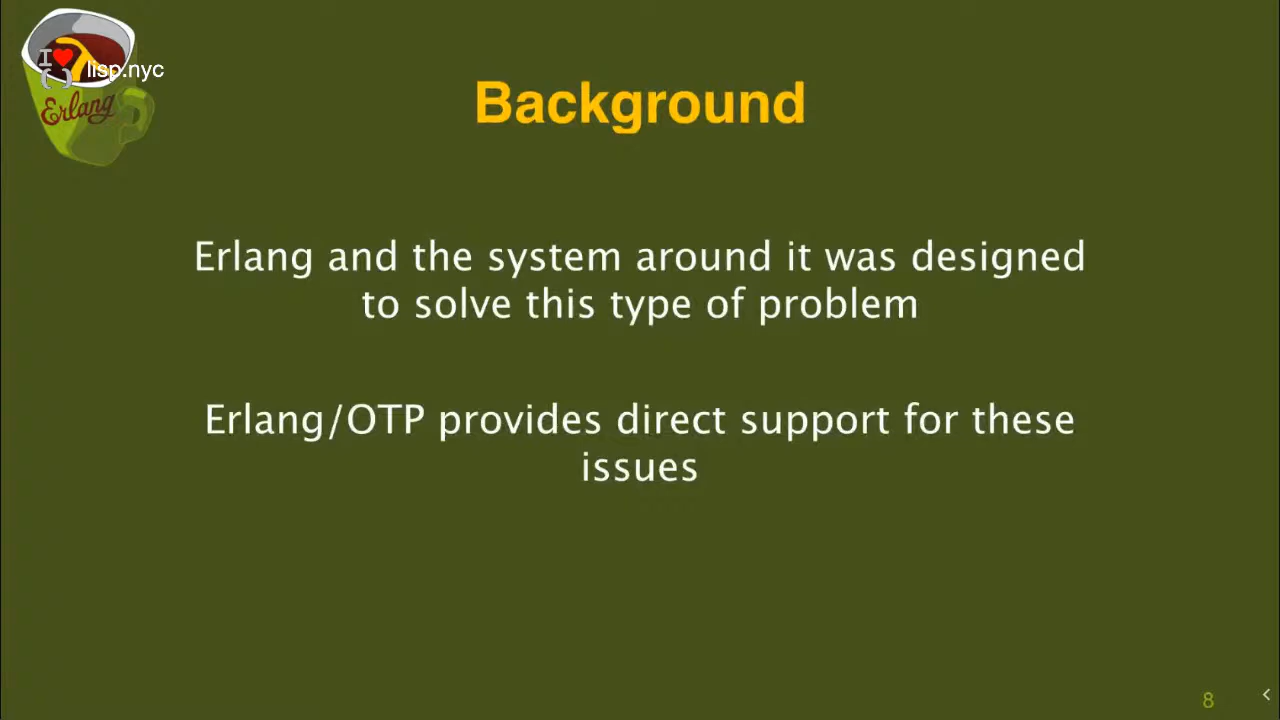 I
lisp.nyc
( )
Erlang
Background
Erlang and the system around it was designed
to solve this type of problem
Erlang/OTP provides direct support for these
issues
8